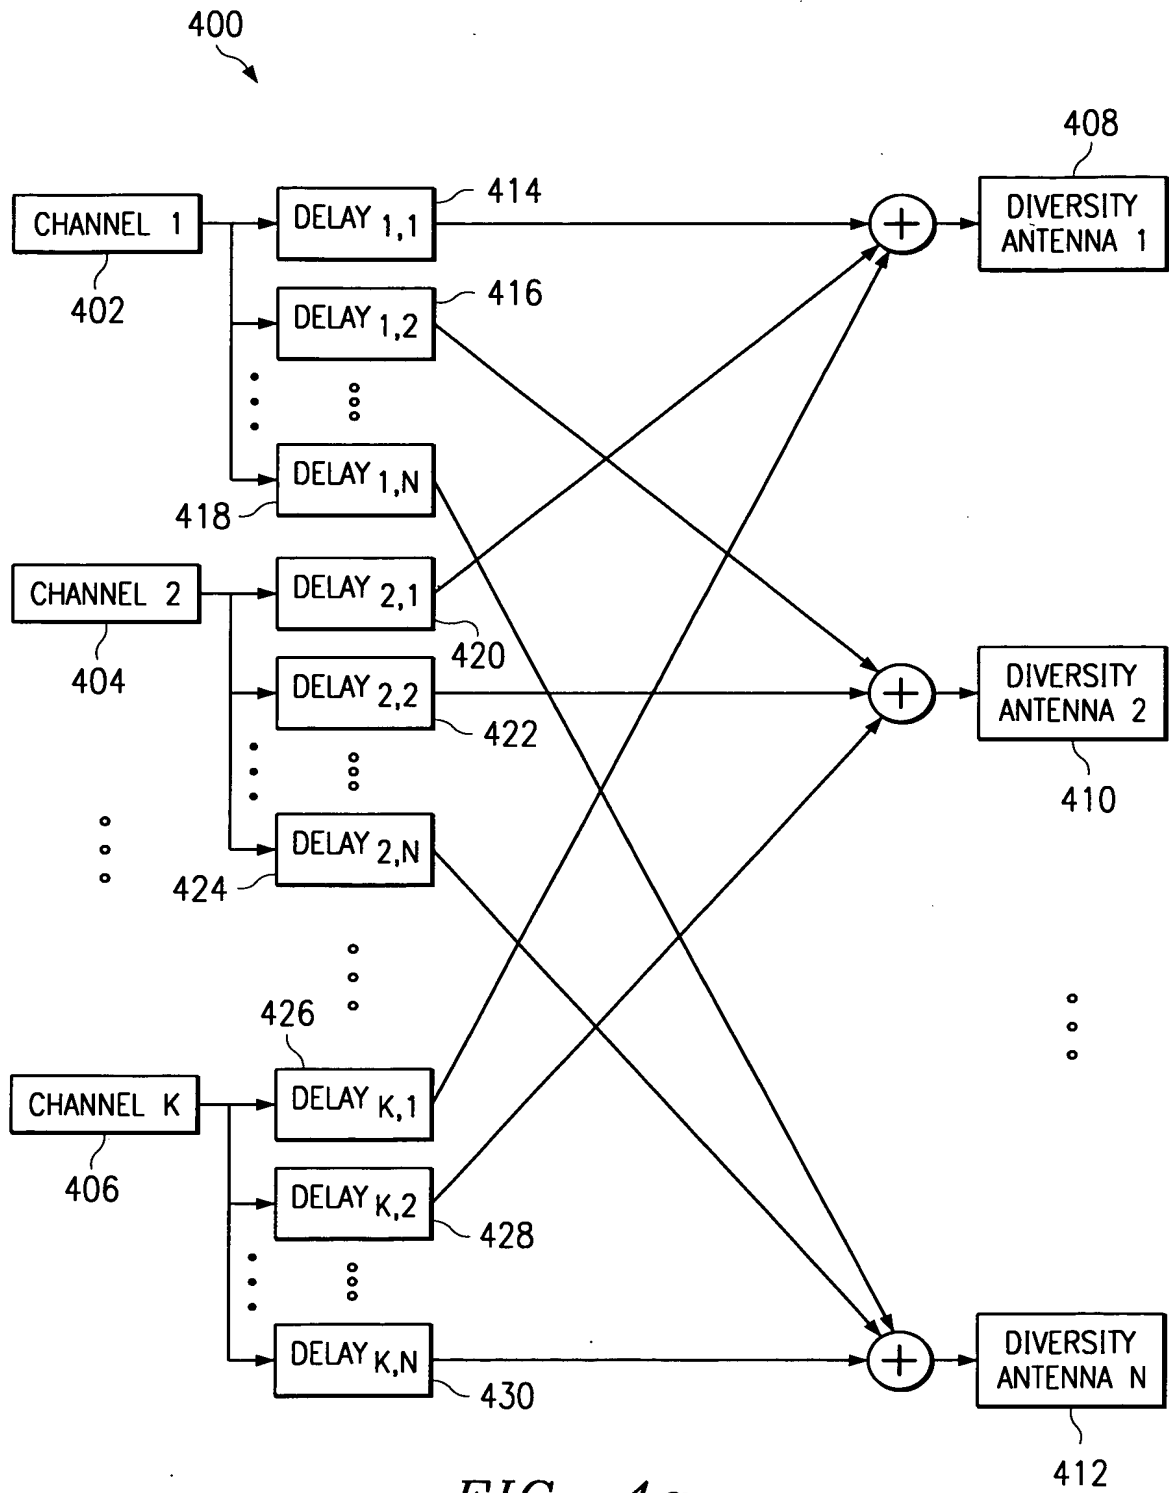 400
408
CHANNEL 1
DELAY 1,1
414
DIVERSITY
ANTENNA 1
402
DELAY 1,2
416
DELAY 1,N
418
CHANNEL 2
DELAY 2,1
420
404
DELAY 2,2
422
DIVERSITY
ANTENNA 2
410
DELAY 2,N
424
426
CHANNEL K
DELAY K,1
406
DELAY K,2
428
DELAY K,N
430
DIVERSITY
ANTENNA N
412